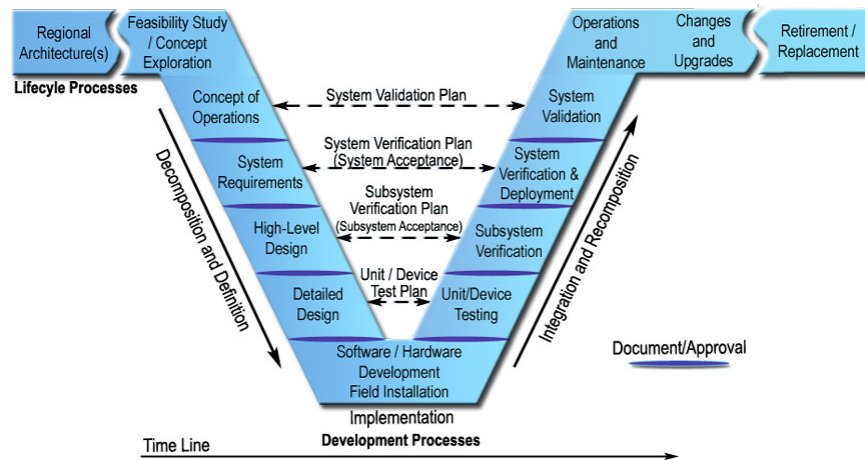 Regional
Architecture(s)
Feasibility Study
/ Concept
Exploration
Operations
and
Maintenance
Changes
and
Upgrades
Retirement /
Replacement
Lifecyle Processes
Concept of
Operations
System Validation Plan
System
Validation
System
Requirements
System Verification Plan
(System Acceptance)
System
Verification &
Deployment
High-Level
Design
Subsystem
Verification Plan
(Subsystem Acceptance)
Subsystem
Verification
Detailed
Design
Unit / Device
Test Plan
Unit/Device
Testing
Decomposition and Definition
Integration and Recomposition
Software / Hardware
Development
Field Installation
Document/Approval
Implementation
Time Line
Development Processes